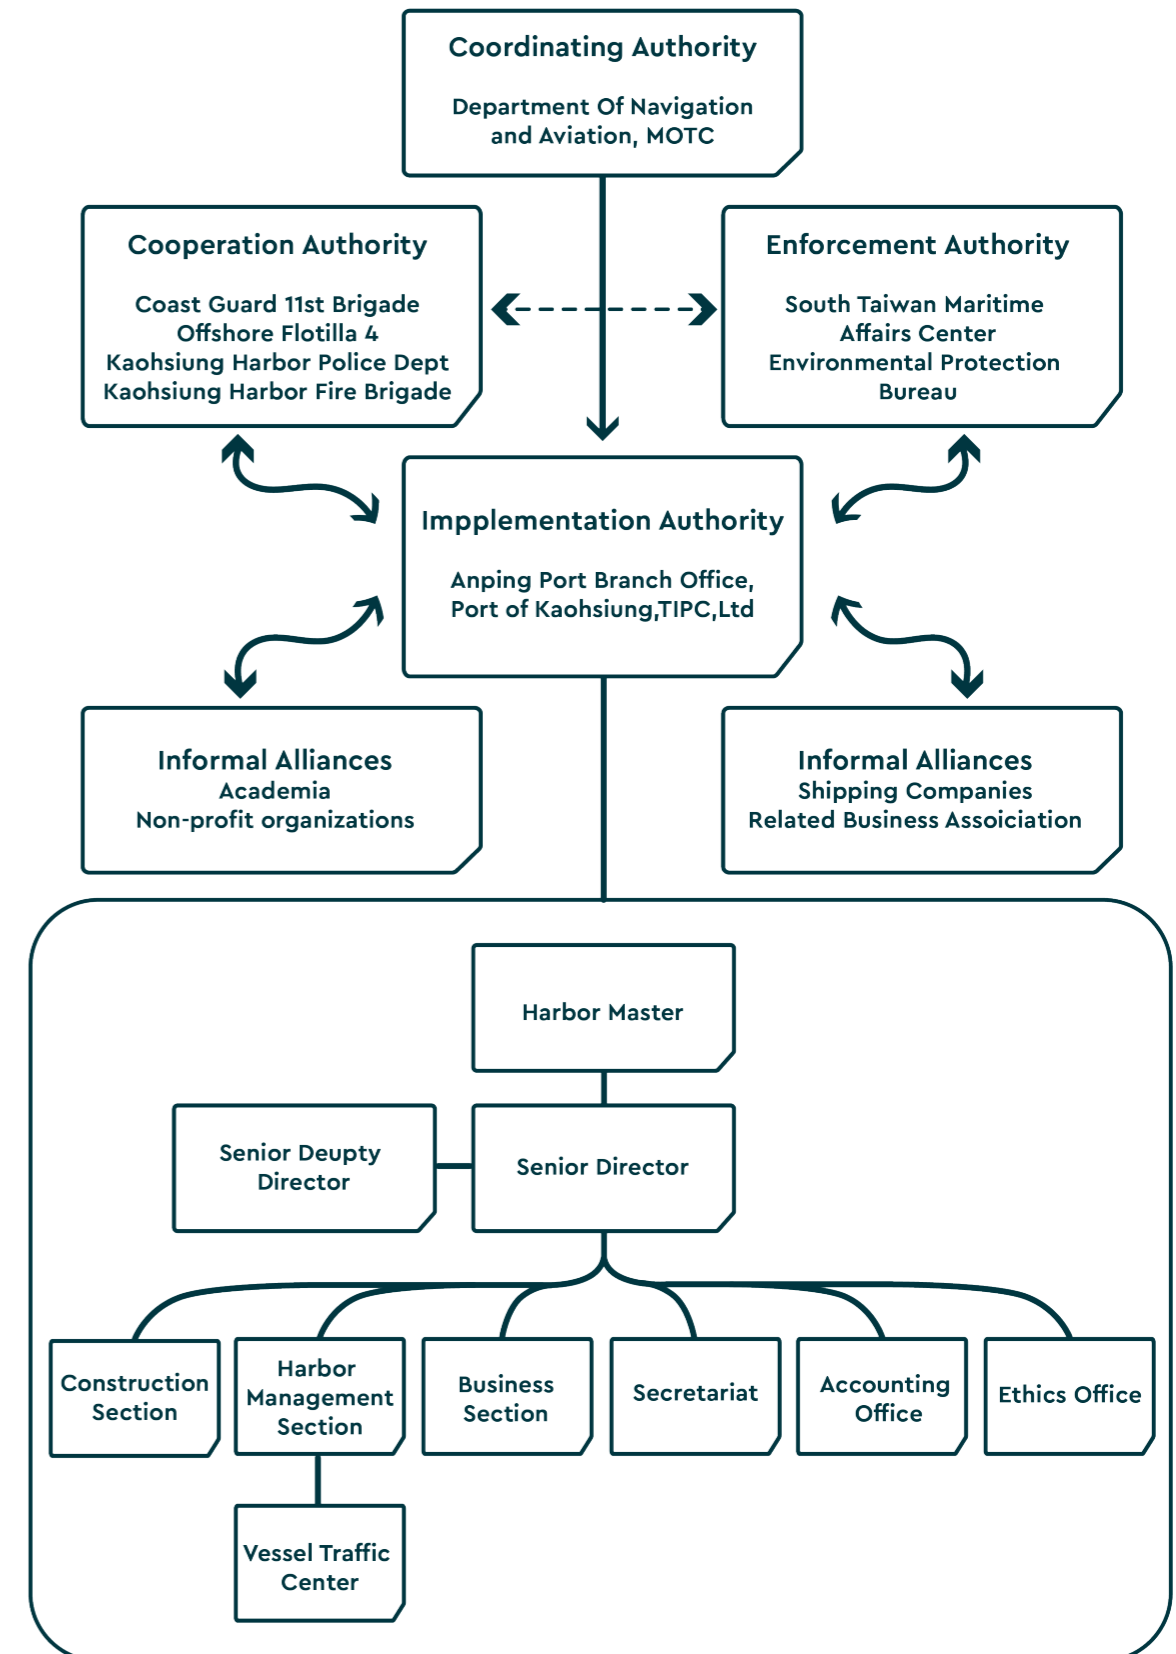 Coordinating Authority
Department Of Navigation
and Aviation, MOTC
Cooperation Authority
Coast Guard 11st Brigade
Offshore Flotilla 4
Kaohsiung Harbor Police Dept
Kaohsiung Harbor Fire Brigade
Enforcement Authority
South Taiwan Maritime
Affairs Center
Environmental Protection
Bureau
Impplementation Authority
Anping Port Branch Office,
Port of Kaohsiung,TIPC,Ltd
Informal Alliances
Academia
Non-profit organizations
Informal Alliances
Shipping Companies
Related Business Assoiciation
Harbor Master
Senior Deupty
Director
Senior Director
Construction
Section
Harbor
Management
Section
Business
Section
Secretariat
Accounting
Office
Ethics Office
Vessel Traffic
Center